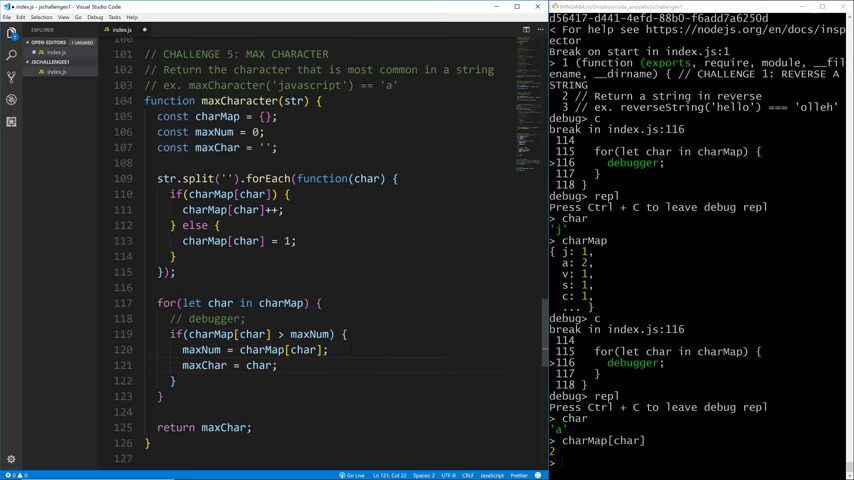 index.js ● - Visual Studio Code
File Edit Selection View Go Debug Tasks Help
EXPLORER
OPEN EDITORS 1 UNSAVED
● index.js
JSCHALLENGES1
index.js
index.js ●
101
102 // CHALLENGE 5: MAX CHARACTER
102 // Return the character that is most common in a string
103 // ex. maxCharacter('javascript') == 'a'
104 function maxCharacter(str) {
105 const charMap = {};
106 const maxNum = 0;
107 const maxChar = '';
108
109 str.split('').forEach(function(char) {
110 if(charMap[char]) {
111 charMap[char]++;
112 } else {
113 charMap[char] = 1;
114 }
115 });
116
117 for(let char in charMap) {
118 // debugger;
119 if(charMap[char] > maxNum) {
120 maxNum = charMap[char];
121 maxChar = char;
122 }
123 }
124
125 return maxChar;
126 }
127
0 0 Go Live Ln 121, Col 22 Spaces: 2 UTF-8 CRLF JavaScript Prettier
MINGW64:/d/Dropbox/code_snippets/jschallenges1
d56417-d441-4efd-88b0-f6add7a6250d
< For help see https://nodejs.org/en/docs/insp
ector
Break on start in index.js:1
> 1 (function (exports, require, module, __fil
ename, __dirname) { // CHALLENGE 1: REVERSE A
STRING
2 // Return a string in reverse
3 // ex. reverseString('hello') === 'olleh'
debug> c
break in index.js:116
114
115 for(let char in charMap) {
>116 debugger;
117 }
118 }
debug> repl
Press Ctrl + C to leave debug repl
> char
'j'
> charMap
{ j: 1,
a: 2,
v: 1,
s: 1,
c: 1,
... }
debug> c
break in index.js:116
114
115 for(let char in charMap) {
>116 debugger;
117 }
118 }
debug> repl
Press Ctrl + C to leave debug repl
> char
'a'
> charMap[char]
2
>